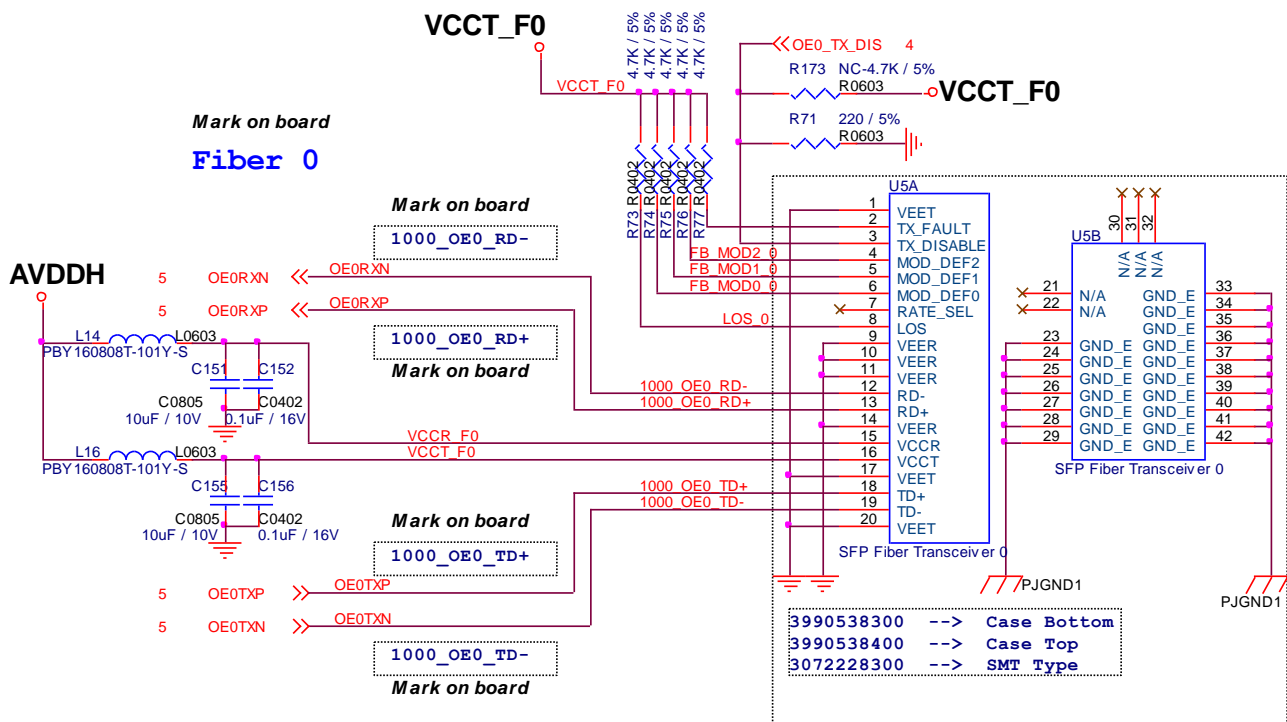 VCCT_F0
4.7K / 5%
4.7K / 5%
4.7K / 5%
4.7K / 5%
4.7K / 5%
OE0_TX_DIS 4
R173 NC-4.7K / 5%
R0603
VCCT_F0
VCCT_F0
R71 220 / 5%
R0603
Mark on board
Fiber 0
R73 R0402
R74 R0402
R75 R0402
R76 R0402
R77 R0402
Mark on board
1000_OE0_RD-
AVDDH
5 OE0RXN OE0RXN
5 OE0RXP OE0RXP
1000_OE0_RD+
Mark on board
L14 L0603
PBY160808T-101Y-S
C151 C152
C0805 C0402
10uF / 10V 0.1uF / 16V
L16 L0603
PBY160808T-101Y-S
C155 C156
C0805 C0402
10uF / 10V 0.1uF / 16V
FB_MOD2_0
FB_MOD1_0
FB_MOD0_0
LOS_0
1000_OE0_RD-
1000_OE0_RD+
VCCR_F0
VCCT_F0
1000_OE0_TD+
1000_OE0_TD-
Mark on board
1000_OE0_TD+
5 OE0TXP OE0TXP
5 OE0TXN OE0TXN
1000_OE0_TD-
Mark on board
U5A
1 VEET
2 TX_FAULT
3 TX_DISABLE
4 MOD_DEF2
5 MOD_DEF1
6 MOD_DEF0
7 RATE_SEL
8 LOS
9 VEER
10 VEER
11 VEER
12 RD-
13 RD+
14 VEER
15 VCCR
16 VCCT
17 VEET
18 TD+
19 TD-
20 VEET
SFP Fiber Transceiver 0
U5B
30 31 32
N/A N/A N/A
21 N/A GND_E 33
22 N/A GND_E 34
GND_E 35
23 GND_E GND_E 36
24 GND_E GND_E 37
25 GND_E GND_E 38
26 GND_E GND_E 39
27 GND_E GND_E 40
28 GND_E GND_E 41
29 GND_E GND_E 42
SFP Fiber Transceiver 0
PJGND1
PJGND1
3990538300 --> Case Bottom
3990538400 --> Case Top
3072228300 --> SMT Type